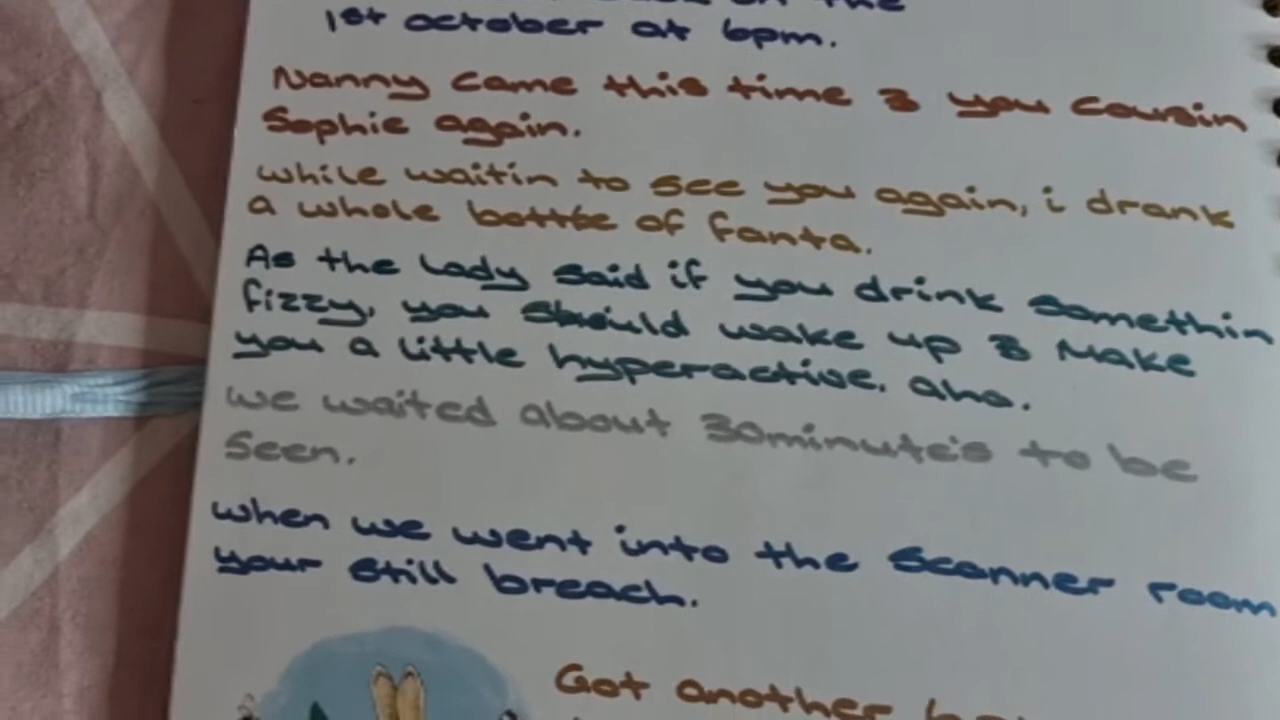 on the
1st october at 6pm.
Nanny came this time & you cousin
Sophie again.
while waitin to see you again, i drank
a whole bottle of fanta.
As the lady said if you drink somethin
fizzy, you should wake up & Make
you a little hyperactive. aha.
we waited about 30minute's to be
seen.
when we went into the scanner room
your still breach.
Got another